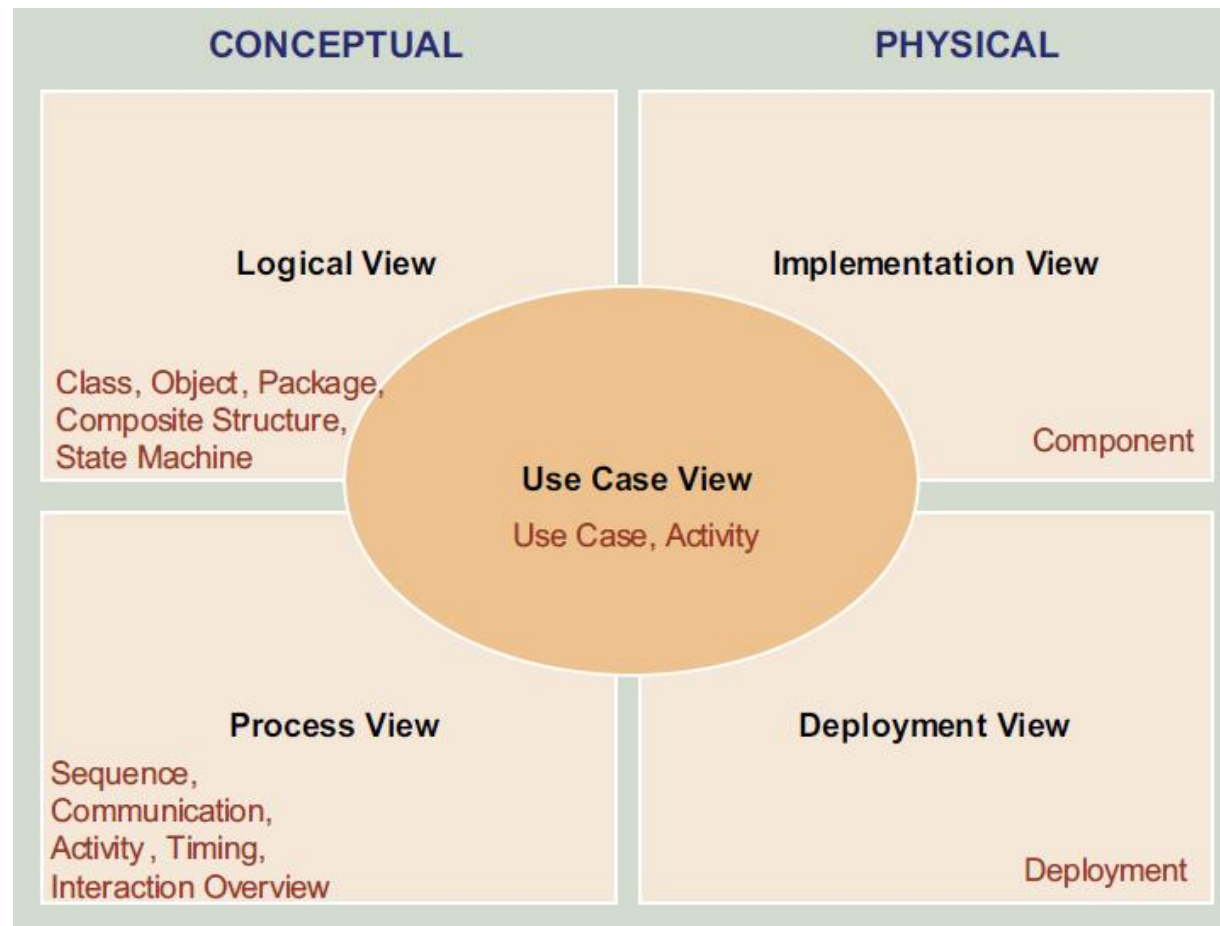 CONCEPTUAL
PHYSICAL
Logical View
Class, Object, Package,
Composite Structure,
State Machine
Implementation View
Component
Use Case View
Use Case, Activity
Process View
Sequence,
Communication,
Activity, Timing,
Interaction Overview
Deployment View
Deployment